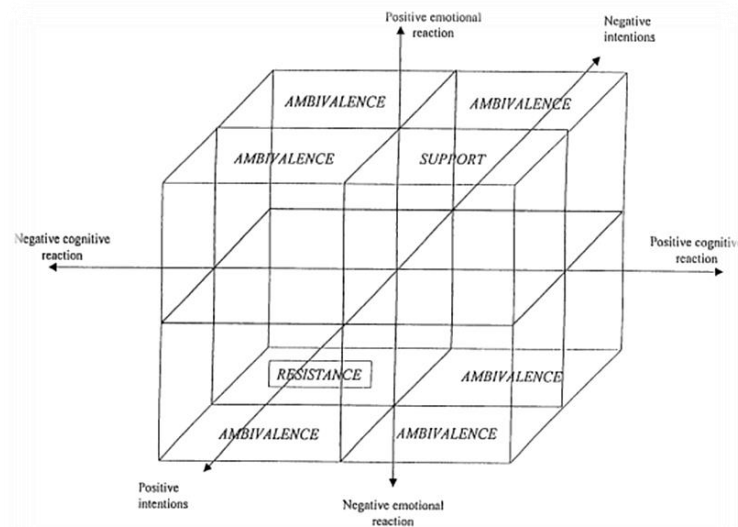 Positive emotional
reaction
Negative
intentions
AMBIVALENCE
AMBIVALENCE
AMBIVALENCE
SUPPORT
Negative cognitive
reaction
Positive cognitiv
reaction
RESISTANCE
AMBIVALENCE
AMBIVALENCE
AMBIVALENCE
Positive
intentions
Negative emotional
reaction